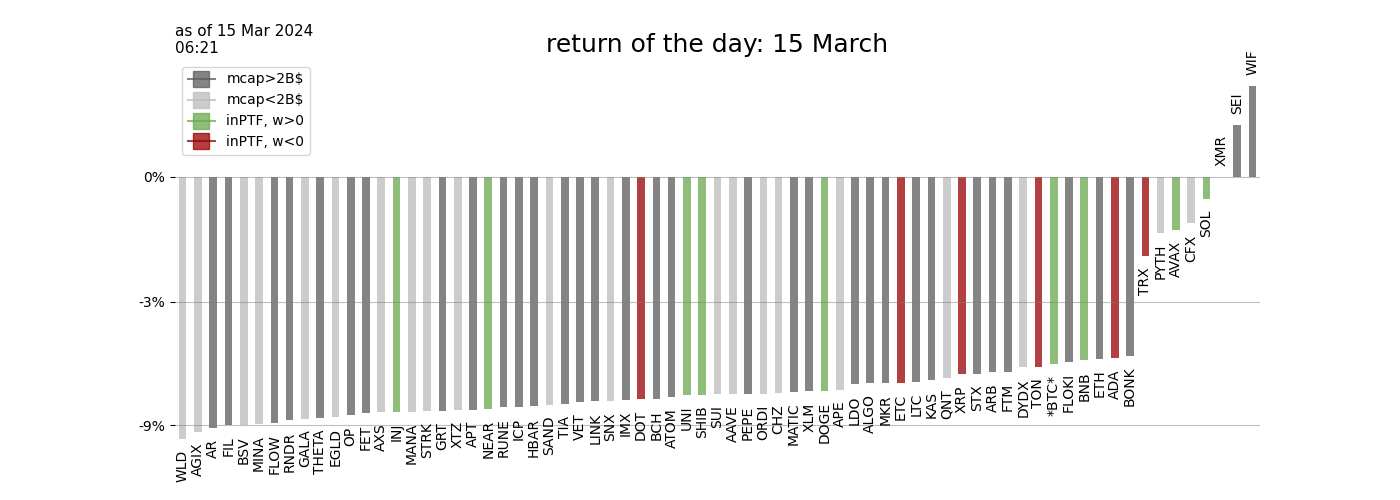 as of 15 Mar 2024
06:21
return of the day: 15 March
mcap>2B$
mcap<2B$
inPTF, w>0
inPTF, w<0
0%
-3%
-9%
WLD
AGIX
AR
FIL
BSV
MINA
FLOW
RNDR
GALA
THETA
EGLD
OP
FET
AXS
INJ
MANA
STRK
GRT
XTZ
APT
NEAR
RUNE
ICP
HBAR
SAND
TIA
VET
LINK
SNX
IMX
DOT
BCH
ATOM
UNI
SHIB
SUI
AAVE
PEPE
ORDI
CHZ
MATIC
XLM
DOGE
APE
LDO
ALGO
MKR
ETC
LTC
KAS
QNT
XRP
STX
ARB
FTM
DYDX
TON
*BTC*
FLOKI
BNB
ETH
ADA
BONK
TRX
PYTH
AVAX
CFX
SOL
XMR
SEI
WIF